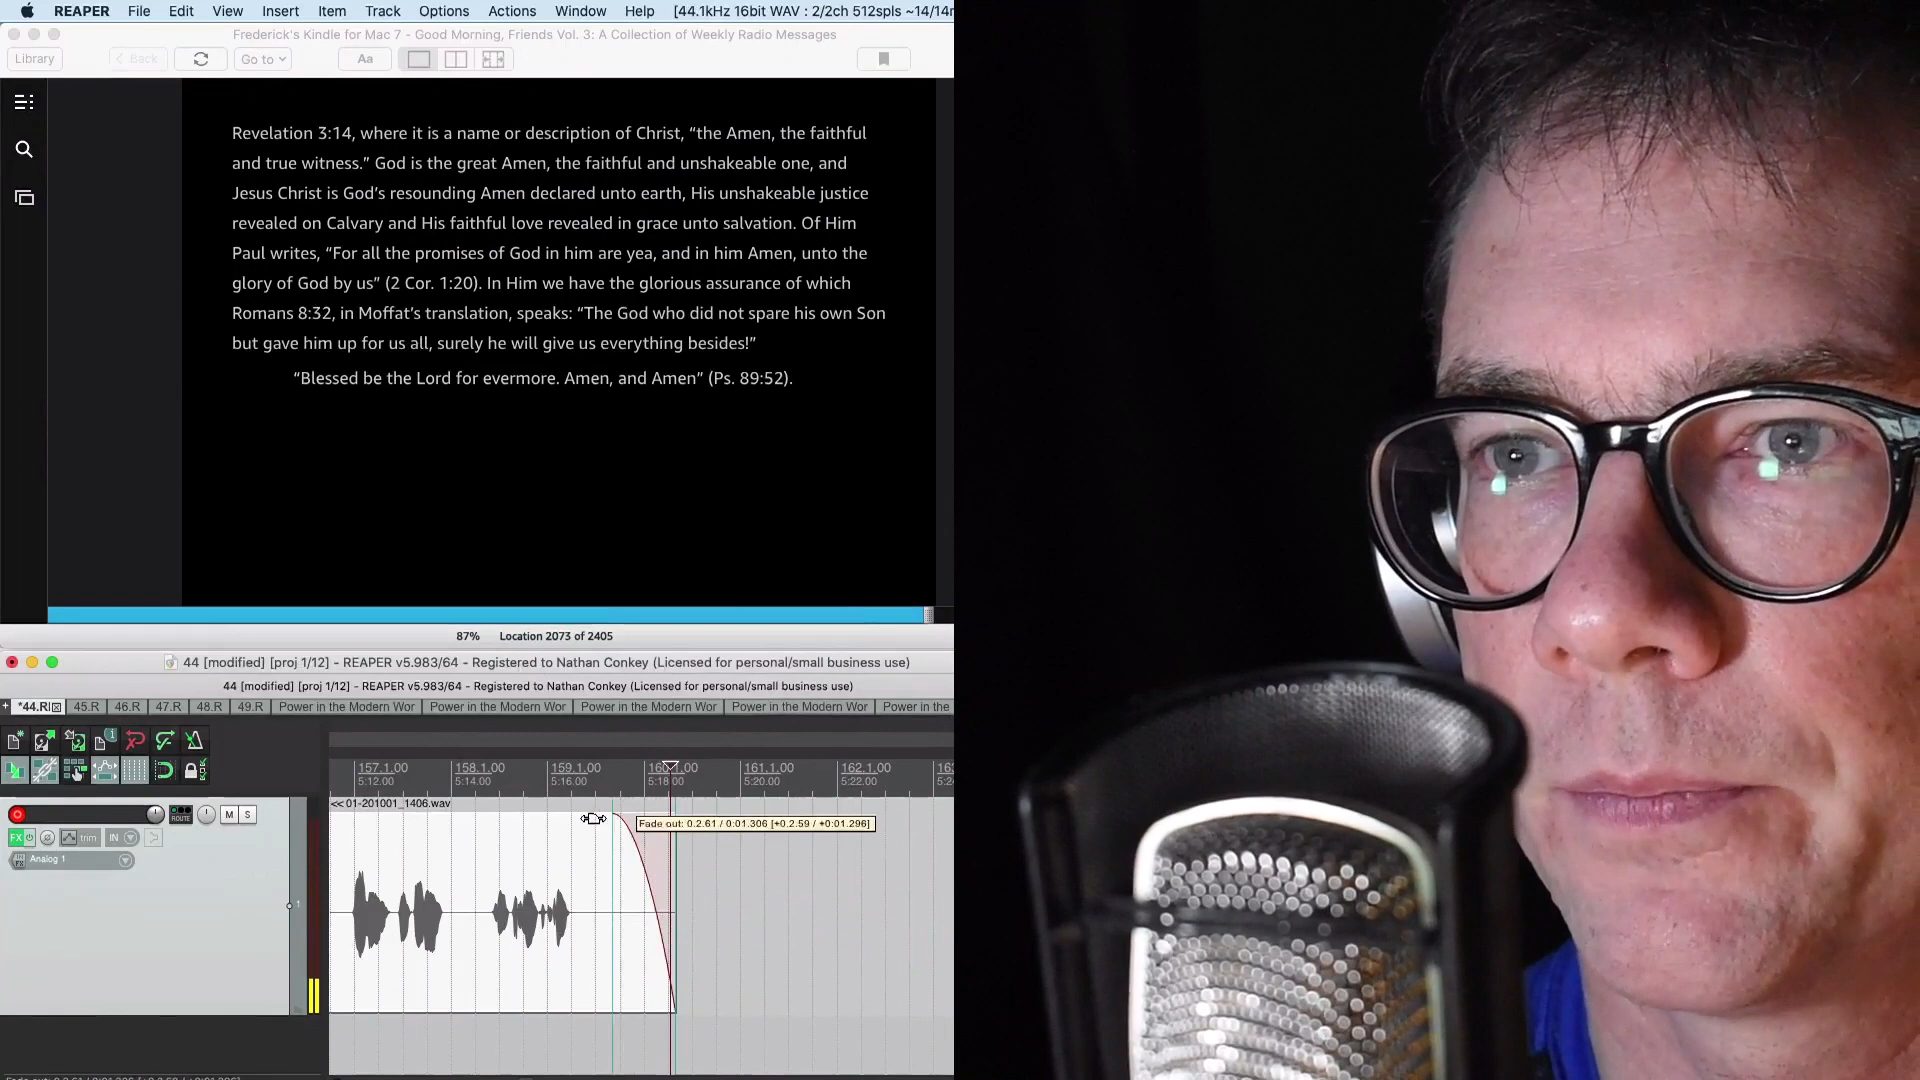 REAPER File Edit View Insert Item Track Options Actions Window Help [44.1kHz 16bit WAV : 2/2ch 512spls ~14/14m
Frederick's Kindle for Mac 7 - Good Morning, Friends Vol. 3: A Collection of Weekly Radio Messages
Library Back Go to Aa
Revelation 3:14, where it is a name or description of Christ, “the Amen, the faithful
and true witness.” God is the great Amen, the faithful and unshakeable one, and
Jesus Christ is God’s resounding Amen declared unto earth, His unshakeable justice
revealed on Calvary and His faithful love revealed in grace unto salvation. Of Him
Paul writes, “For all the promises of God in him are yea, and in him Amen, unto the
glory of God by us” (2 Cor. 1:20). In Him we have the glorious assurance of which
Romans 8:32, in Moffat’s translation, speaks: “The God who did not spare his own Son
but gave him up for us all, surely he will give us everything besides!”
“Blessed be the Lord for evermore. Amen, and Amen” (Ps. 89:52).
87% Location 2073 of 2405
44 [modified] [proj 1/12] - REAPER v5.983/64 - Registered to Nathan Conkey (Licensed for personal/small business use)
44 [modified] [proj 1/12] - REAPER v5.983/64 - Registered to Nathan Conkey (Licensed for personal/small business use)
+ *44.R 45.R 46.R 47.R 48.R 49.R Power in the Modern Wor Power in the Modern Wor Power in the Modern Wor Power in the Modern Wor Power in the
157.1.00 158.1.00 159.1.00 160.1.00 161.1.00 162.1.00 163
5:12.00 5:14.00 5:16.00 5:18.00 5:20.00 5:22.00 5:24
<< 01-201001_1406.wav
ROUTE M S
Fade out: 0.2.61 / 0:01.306 [+0.2.59 / +0:01.296]
FX trim IN
IN FX Analog 1
1